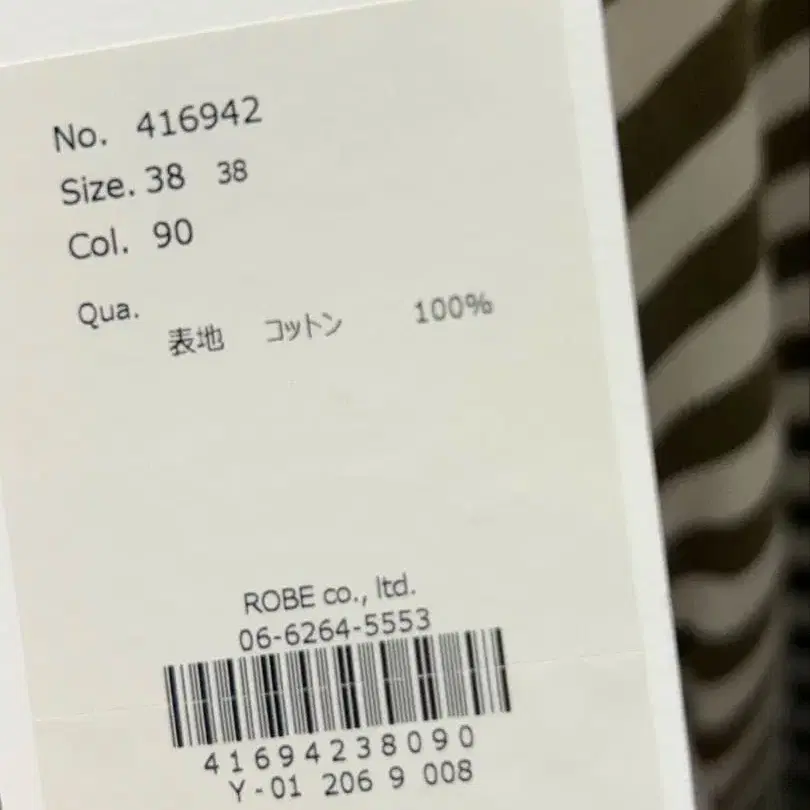 No. 416942
Size. 38 38
Col. 90
Qua.
表地 コットン 100%
ROBE co., ltd.
06-6264-5553
41694238090
Y-01 206 9 008